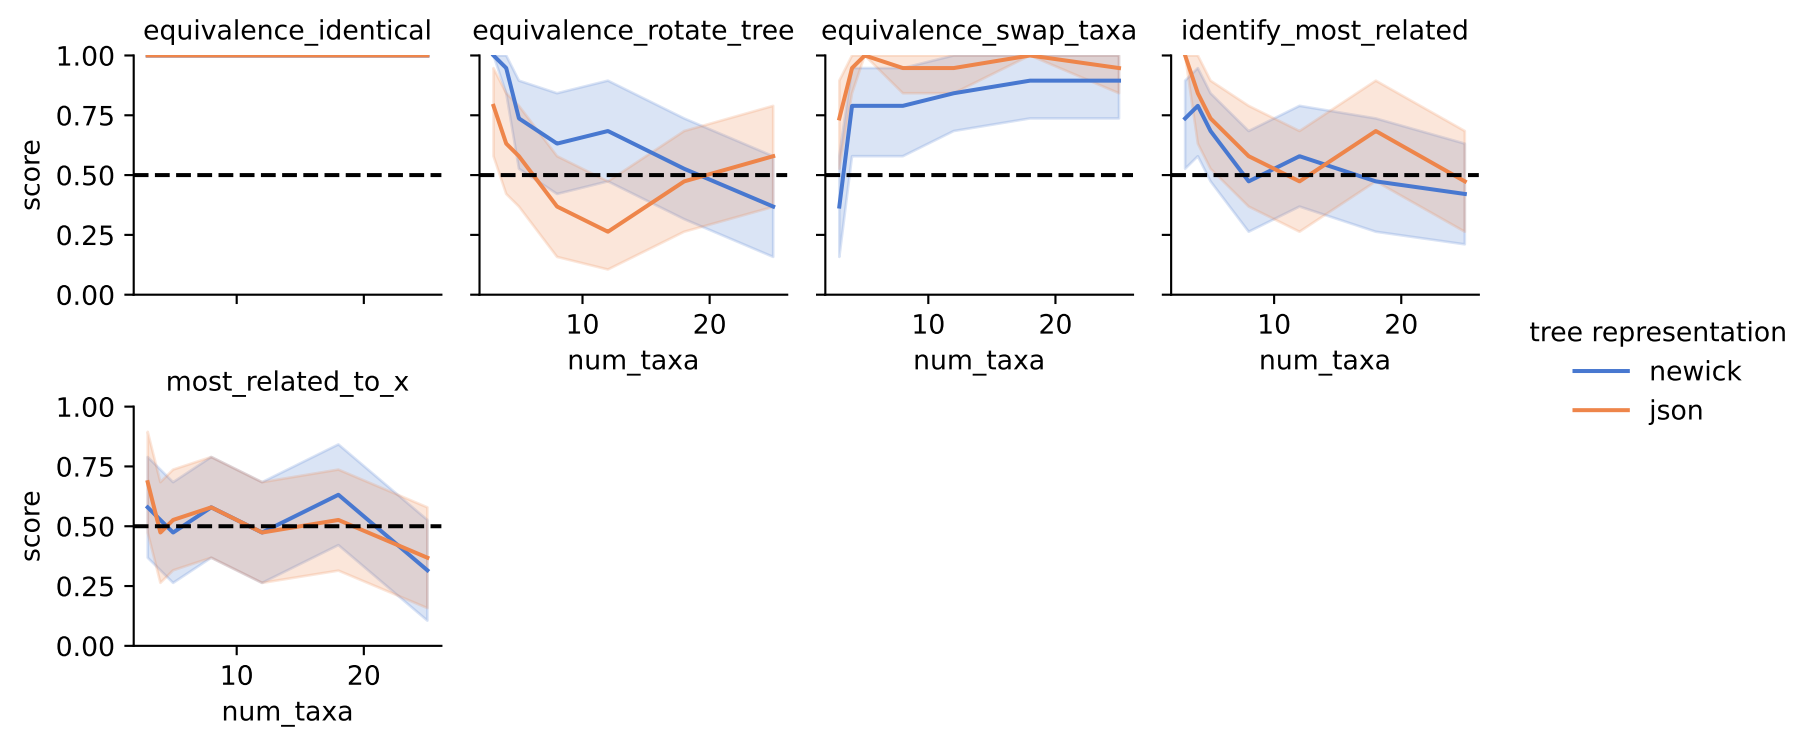 equivalence_identical
equivalence_rotate_tree
equivalence_swap_taxa
identify_most_related
1.00
0.75
0.50
0.25
0.00
score
10
20
num_taxa
10
20
num_taxa
10
20
num_taxa
tree representation
newick
json
most_related_to_x
1.00
0.75
0.50
0.25
0.00
score
10
20
num_taxa